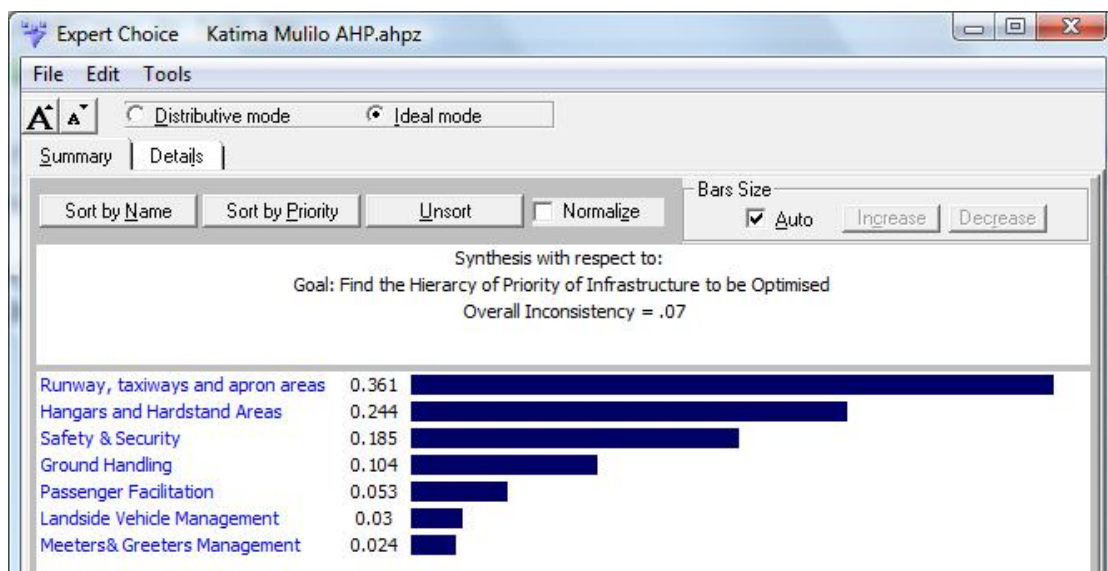 Expert Choice Katima Mulilo AHP.ahpz
File Edit Tools
A A Distributive mode Ideal mode
Summary Details
Sort by Name Sort by Priority Unsort Normalize Bars Size Auto Increase Decrease
Synthesis with respect to:
Goal: Find the Hierarcy of Priority of Infrastructure to be Optimised
Overall Inconsistency = .07
Runway, taxiways and apron areas 0.361
Hangars and Hardstand Areas 0.244
Safety & Security 0.185
Ground Handling 0.104
Passenger Facilitation 0.053
Landside Vehicle Management 0.03
Meeters& Greeters Management 0.024